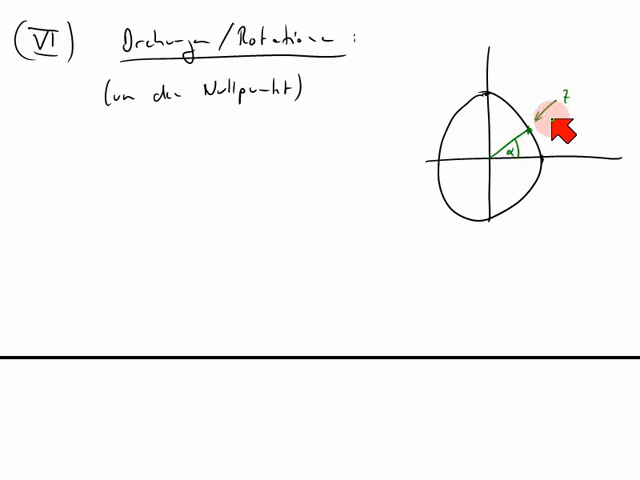 (VI) Drehungen/Rotationen:
(um den Nullpunkt)
?
α